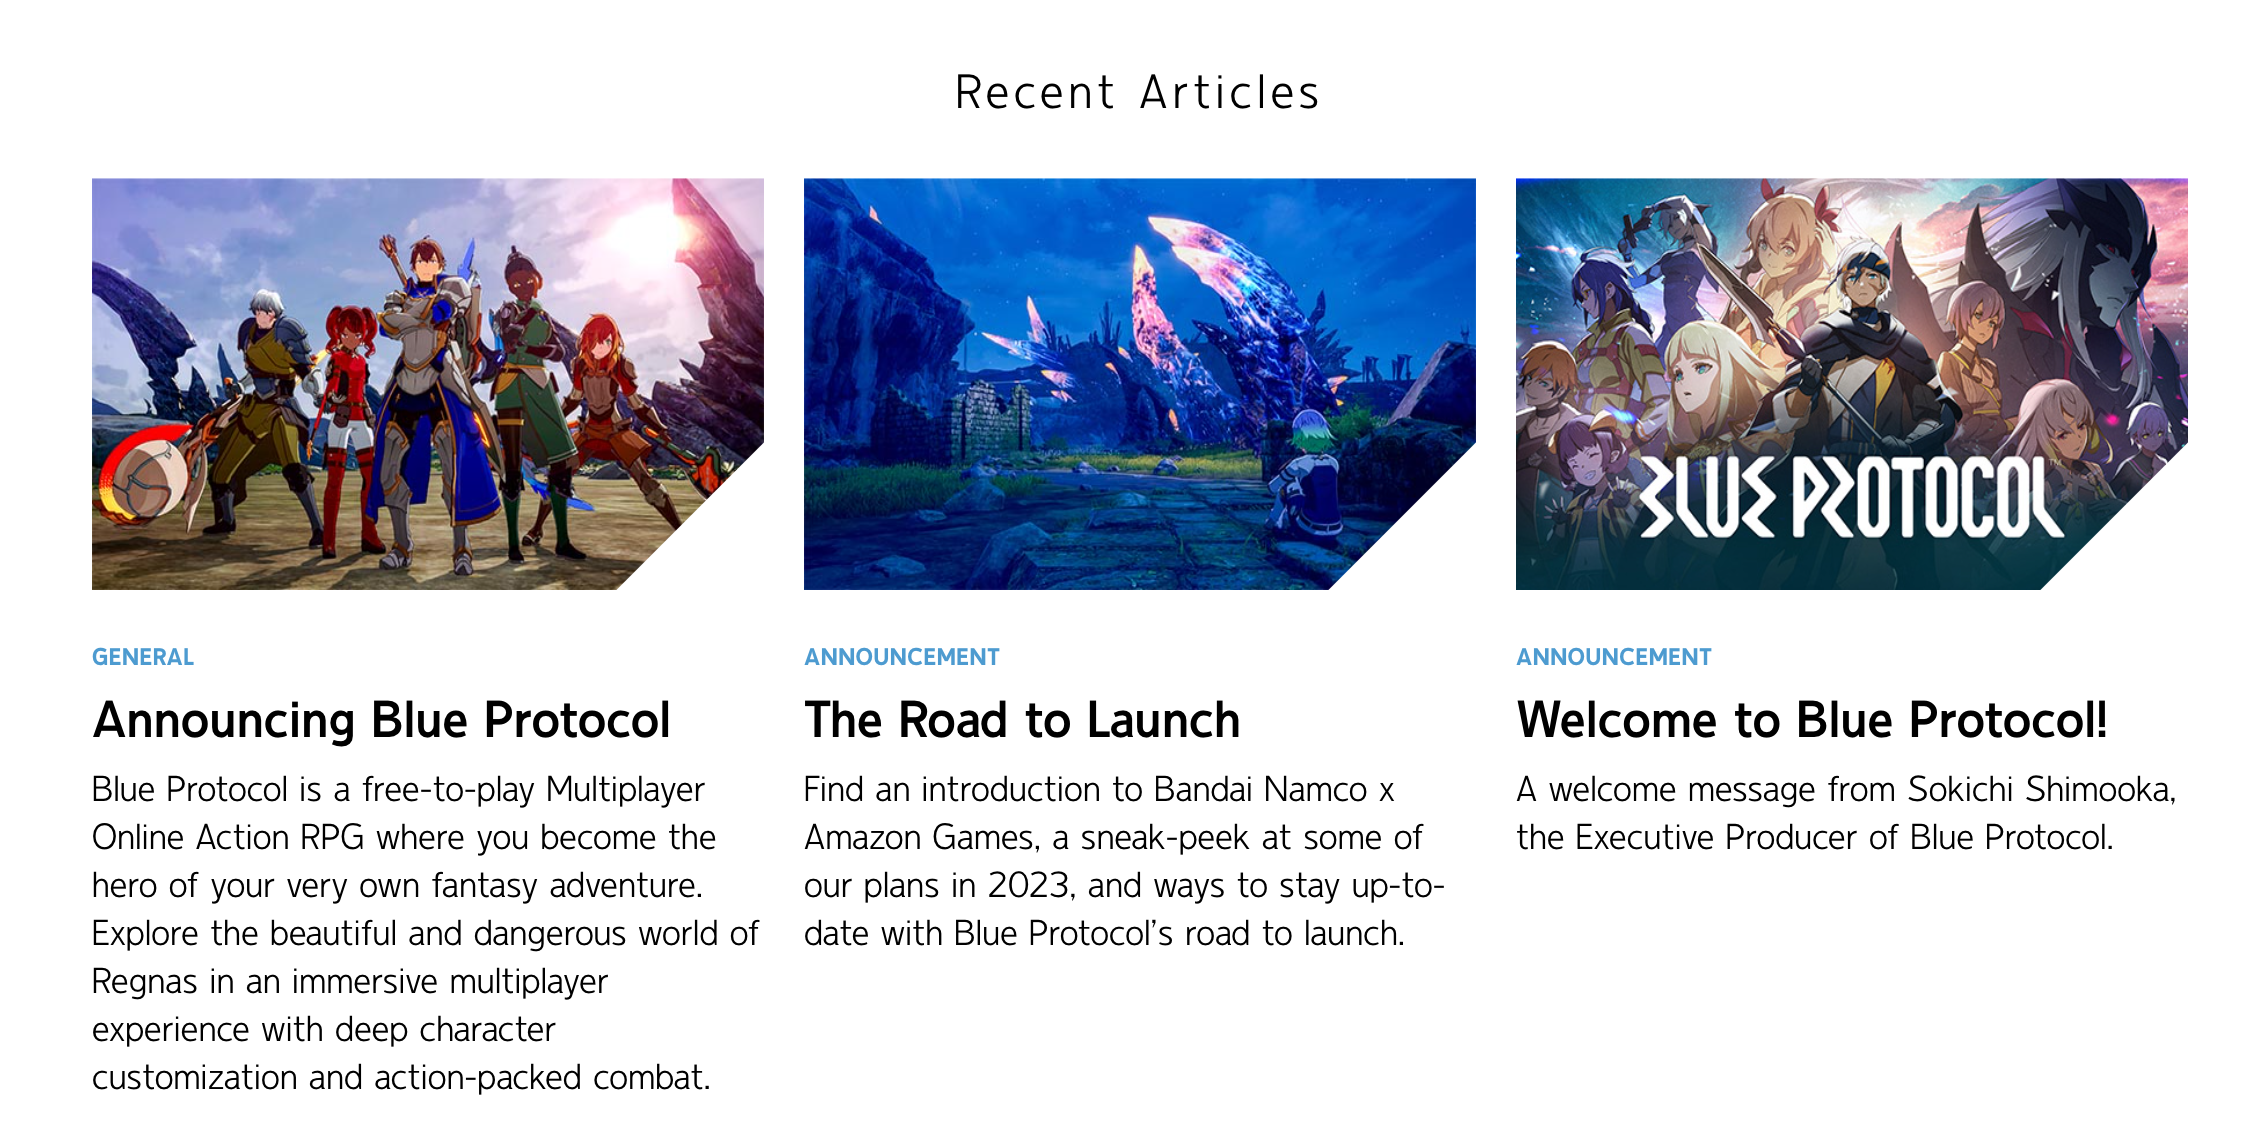 Recent Articles
BLUE PROTOCOL
GENERAL
Announcing Blue Protocol
Blue Protocol is a free-to-play Multiplayer
Online Action RPG where you become the
hero of your very own fantasy adventure.
Explore the beautiful and dangerous world of
Regnas in an immersive multiplayer
experience with deep character
customization and action-packed combat.
ANNOUNCEMENT
The Road to Launch
Find an introduction to Bandai Namco x
Amazon Games, a sneak-peek at some of
our plans in 2023, and ways to stay up-to-
date with Blue Protocol’s road to launch.
ANNOUNCEMENT
Welcome to Blue Protocol!
A welcome message from Sokichi Shimooka,
the Executive Producer of Blue Protocol.